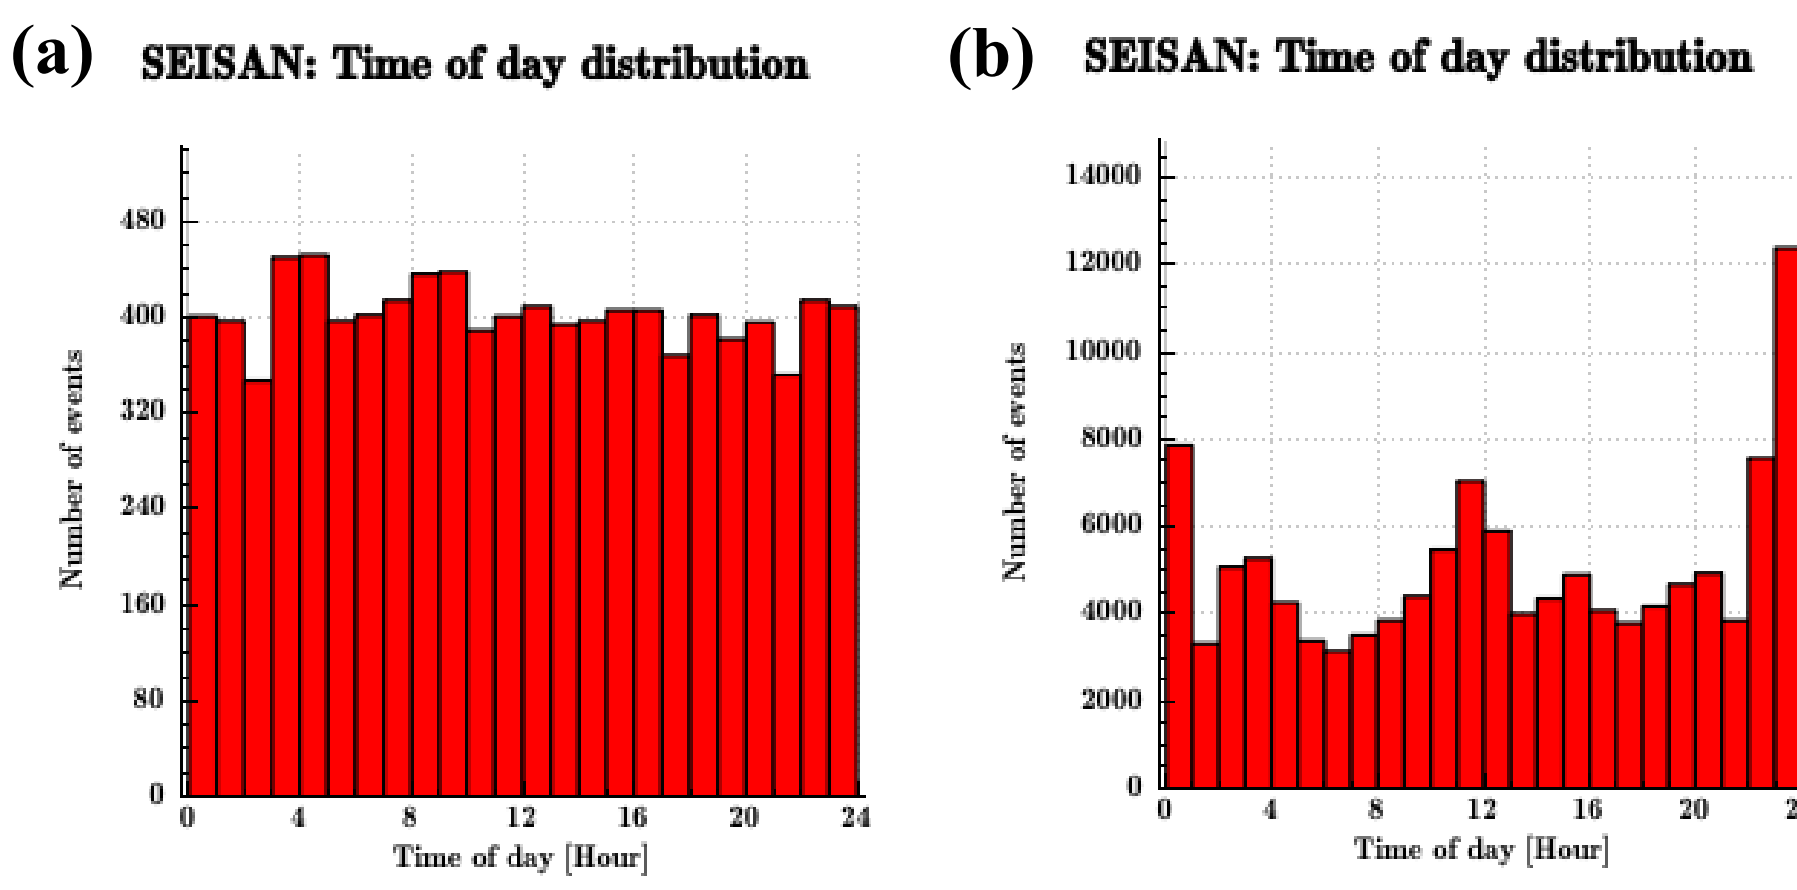 (a) SEISAN: Time of day distribution
480
400
320
240
160
80
0
Number of events
0 4 8 12 16 20 24
Time of day [Hour]
(b) SEISAN: Time of day distribution
14000
12000
10000
8000
6000
4000
2000
0
Number of events
0 4 8 12 16 20 2
Time of day [Hour]